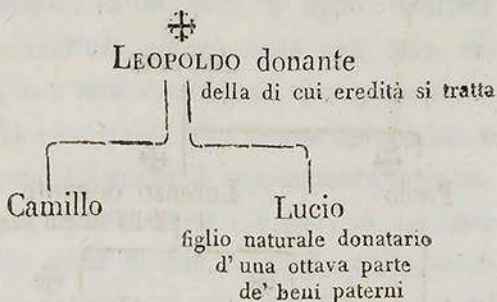 LEOPOLDO donante
della di cui eredità si tratta
Camillo
Lucio
figlio naturale donatario
d' una ottava parte
de' beni paterni